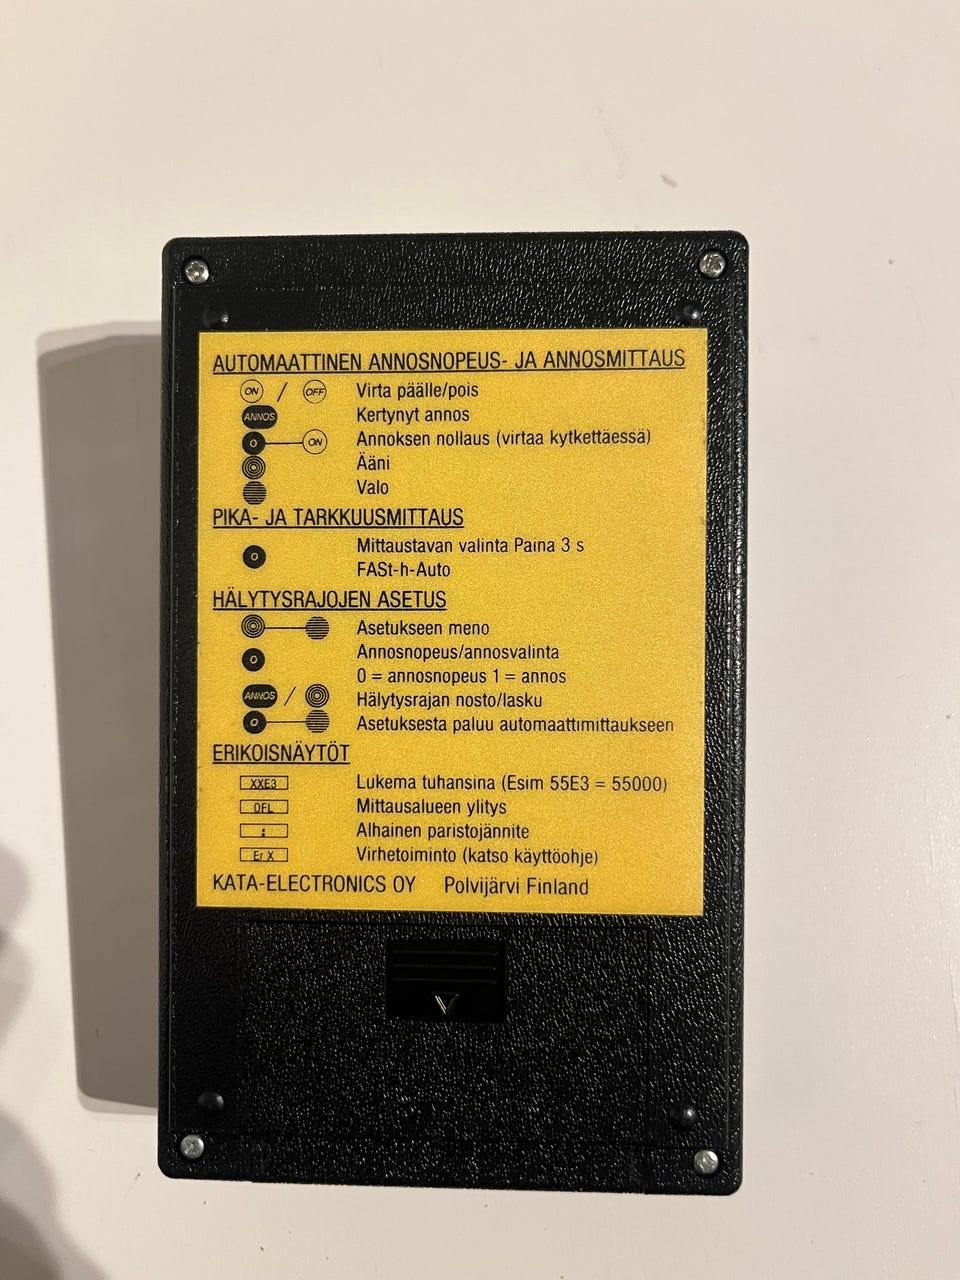 AUTOMAATTINEN ANNOSNOPEUS- JA ANNOSMITTAUS
ON / OFF Virta päälle/pois
ANNOS Kertynyt annos
0 ON Annoksen nollaus (virtaa kytkettäessä)
Ääni
Valo
PIKA- JA TARKKUUSMITTAUS
0 Mittaustavan valinta Paina 3 s
FASt-h-Auto
HÄLYTYSRAJOJEN ASETUS
Asetukseen meno
0 Annosnopeus/annosvalinta
0 = annosnopeus 1 = annos
ANNOS / Hälytysrajan nosto/lasku
0 Asetuksesta paluu automaattimittaukseen
ERIKOISNÄYTÖT
XXE3 Lukema tuhansina (Esim 55E3 = 55000)
OFL Mittausalueen ylitys
: Alhainen paristojännite
Er X Virhetoiminto (katso käyttöohje)
KATA-ELECTRONICS OY Polvijärvi Finland